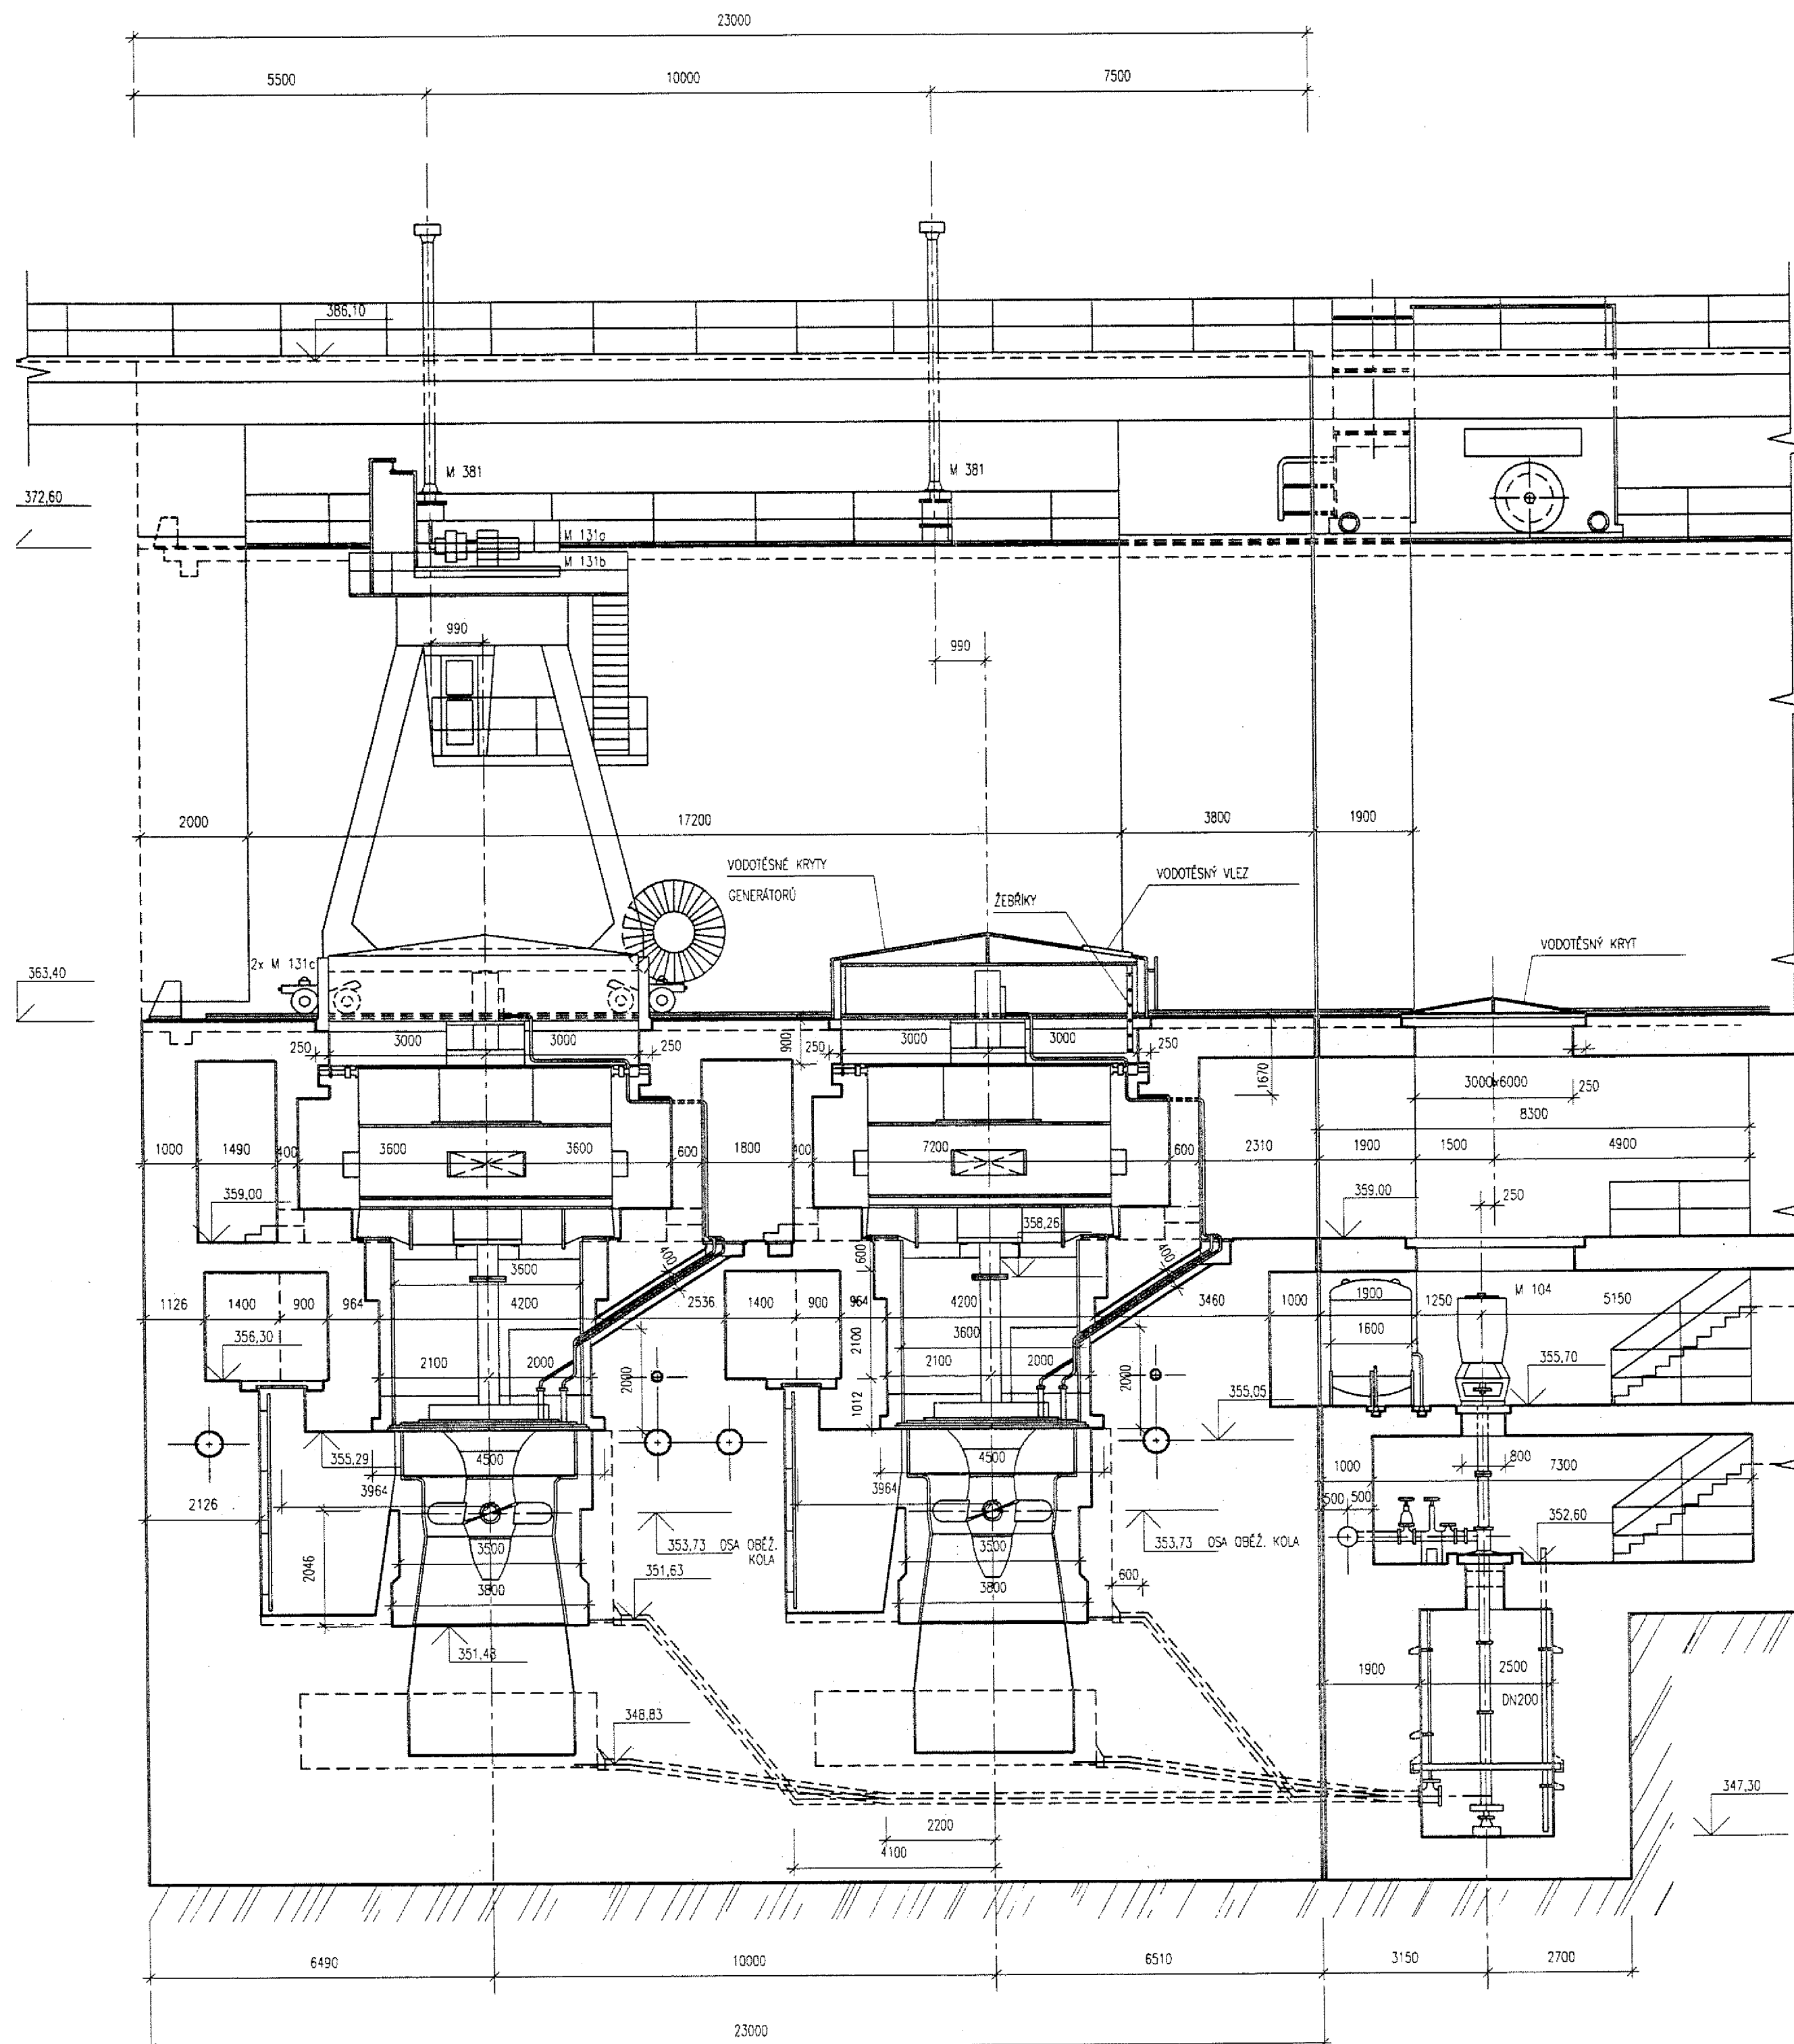 23000
5500 10000 7500
386,10
M 381 M 381
372,60
M 131a
M 131b
990 990
2000 17200 3800 1900
VODOTĚSNÉ KRYTY
GENERÁTORŮ
VODOTĚSNÝ VLEZ
ŽEBŘÍKY
VODOTĚSNÝ KRYT
2x M 131c
363,40
250 3000 3000 250 900 250 3000 3000 250
1670
3000x6000 250
8300
1000 1490 400 3600 3600 600 1800 400 7200 600 2310 1900 1500 4900
359,00 358,26 359,00 250
400 600 400
3600
1126 1400 900 964 4200 2536 1400 900 964 4200 3460 1000 1900 1250 M 104 5150
356,30 3600 1600
2100 2100 2000 2000 2100 2000 2000
355,70
355,05
1012
355,29 4500 4500 800
3964 3964 1000 7300
2126 500 500
353,73 OSA OBĚŽ.
KOLA
353,73 OSA OBĚŽ. KOLA
352,60
2046 3500 3500
351,63 600
3800 3800
351,48
1900 2500
DN200
348,83
347,30
2200
4100
6490 10000 6510 3150 2700
23000